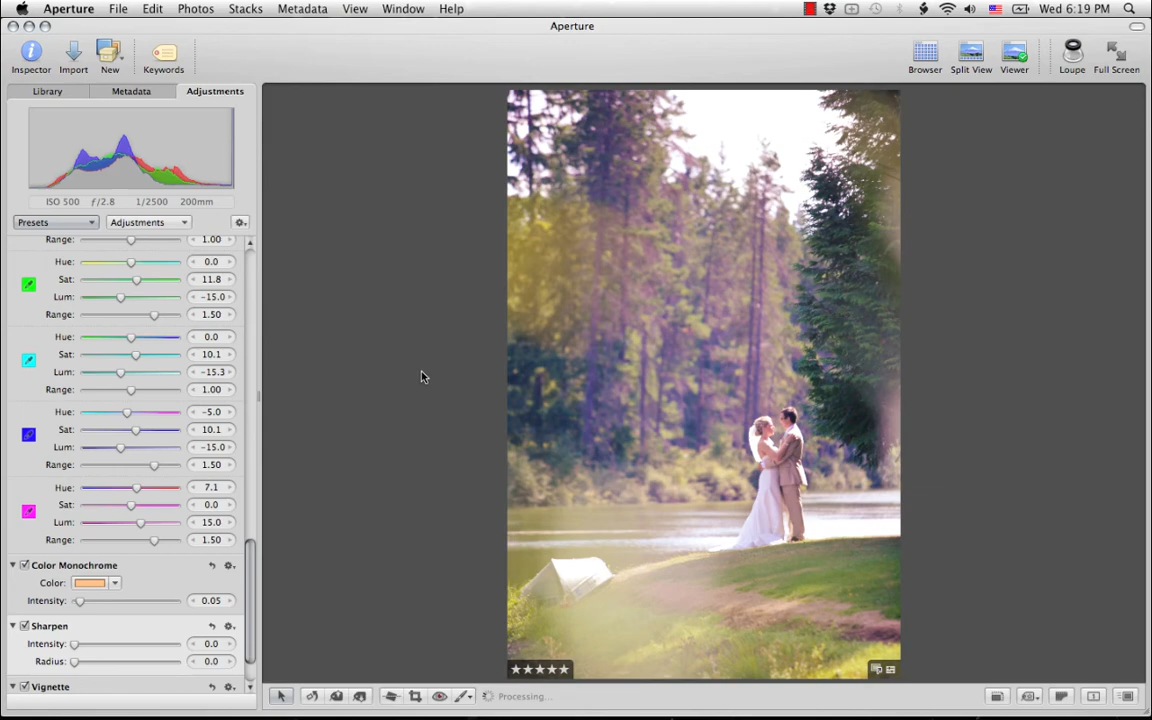 Aperture File Edit Photos Stacks Metadata View Window Help Wed 6:19 PM
Aperture
Inspector Import New Keywords Browser Split View Viewer Loupe Full Screen
Library Metadata Adjustments
ISO 500 ƒ/2.8 1/2500 200mm
Presets Adjustments
Range: 1.00
Hue: 0.0
Sat: 11.8
Lum: -15.0
Range: 1.50
Hue: 0.0
Sat: 10.1
Lum: -15.3
Range: 1.00
Hue: -5.0
Sat: 10.1
Lum: -15.0
Range: 1.50
Hue: 7.1
Sat: 0.0
Lum: 15.0
Range: 1.50
Color Monochrome
Color:
Intensity: 0.05
Sharpen
Intensity: 0.0
Radius: 0.0
Vignette
Processing...